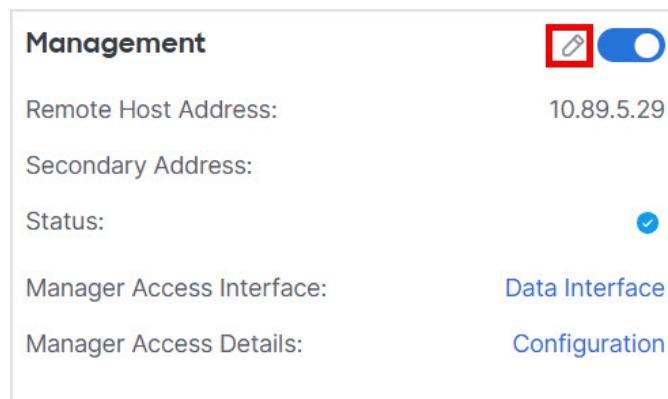 Management
Remote Host Address: 10.89.5.29
Secondary Address:
Status:
Manager Access Interface: Data Interface
Manager Access Details: Configuration